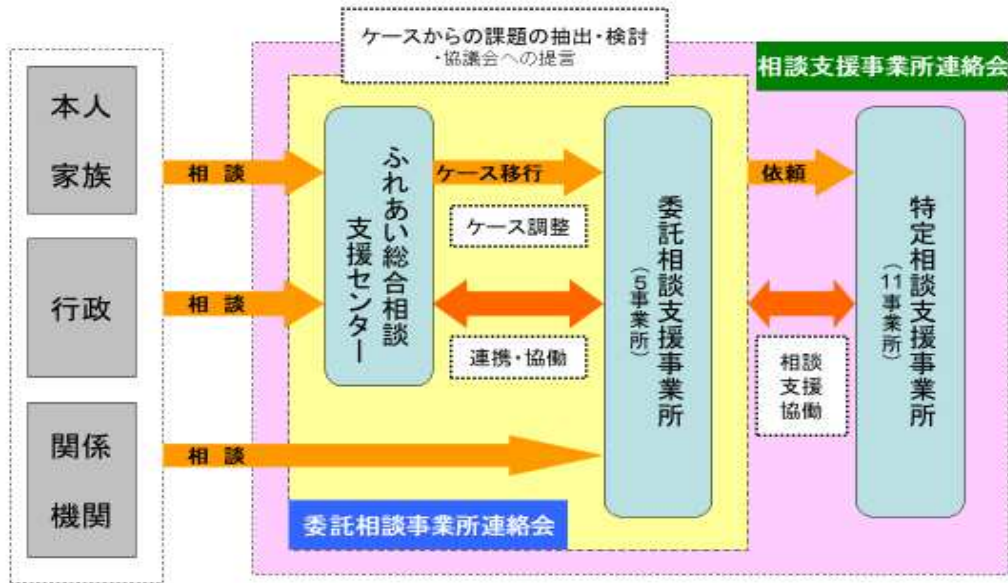 ケースからの課題の抽出・検討
・協議会への提言
相談支援事業所連絡会
本人
家族
行政
関係
機関
相 談
相 談
相 談
ふれあい総合相談
支援センター
ケース移行
ケース調整
連携・協働
委託相談支援事業所
（5事業所）
依頼
相談
支援
協働
特定相談支援事業所
（11事業所）
委託相談事業所連絡会